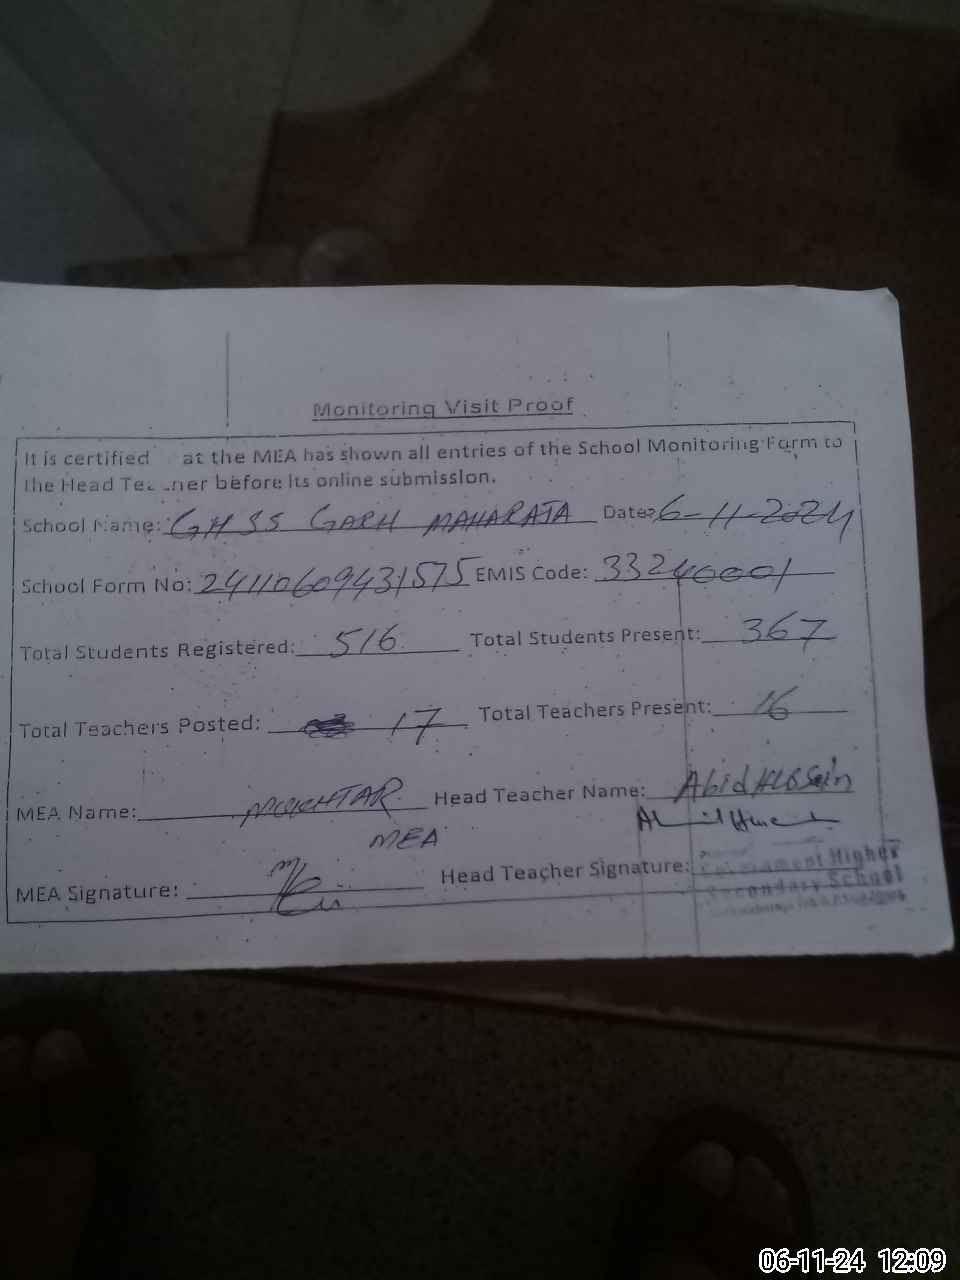 Monitoring Visit Proof
It is certified at the MEA has shown all entries of the School Monitoring Form to
the Head Teacher before its online submission.
School Name: GHSS GARH MAHARAJA Date: 6-11-2024
School Form No: 24110609431575 EMIS Code: 33240001
Total Students Registered: 516 Total Students Present: 367
Total Teachers Posted: 17 Total Teachers Present: 16
MEA Name: MUKHTAR Head Teacher Name: Abid Hussain
MEA
MEA Signature: Head Teacher Signature:
Government Higher
Secondary School
06-11-24 12:09